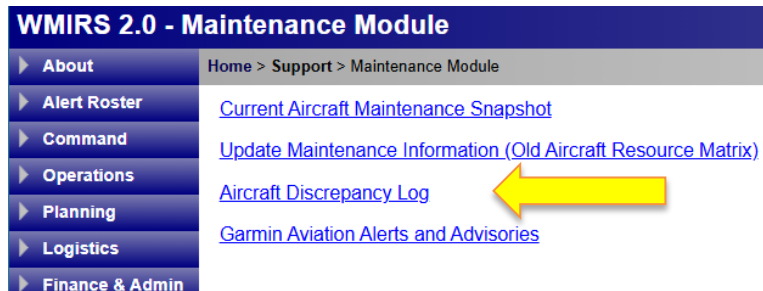 WMIRS 2.0 - Maintenance Module
About
Home > Support > Maintenance Module
Alert Roster
Current Aircraft Maintenance Snapshot
Command
Update Maintenance Information (Old Aircraft Resource Matrix)
Operations
Aircraft Discrepancy Log
Planning
Garmin Aviation Alerts and Advisories
Logistics
Finance & Admin